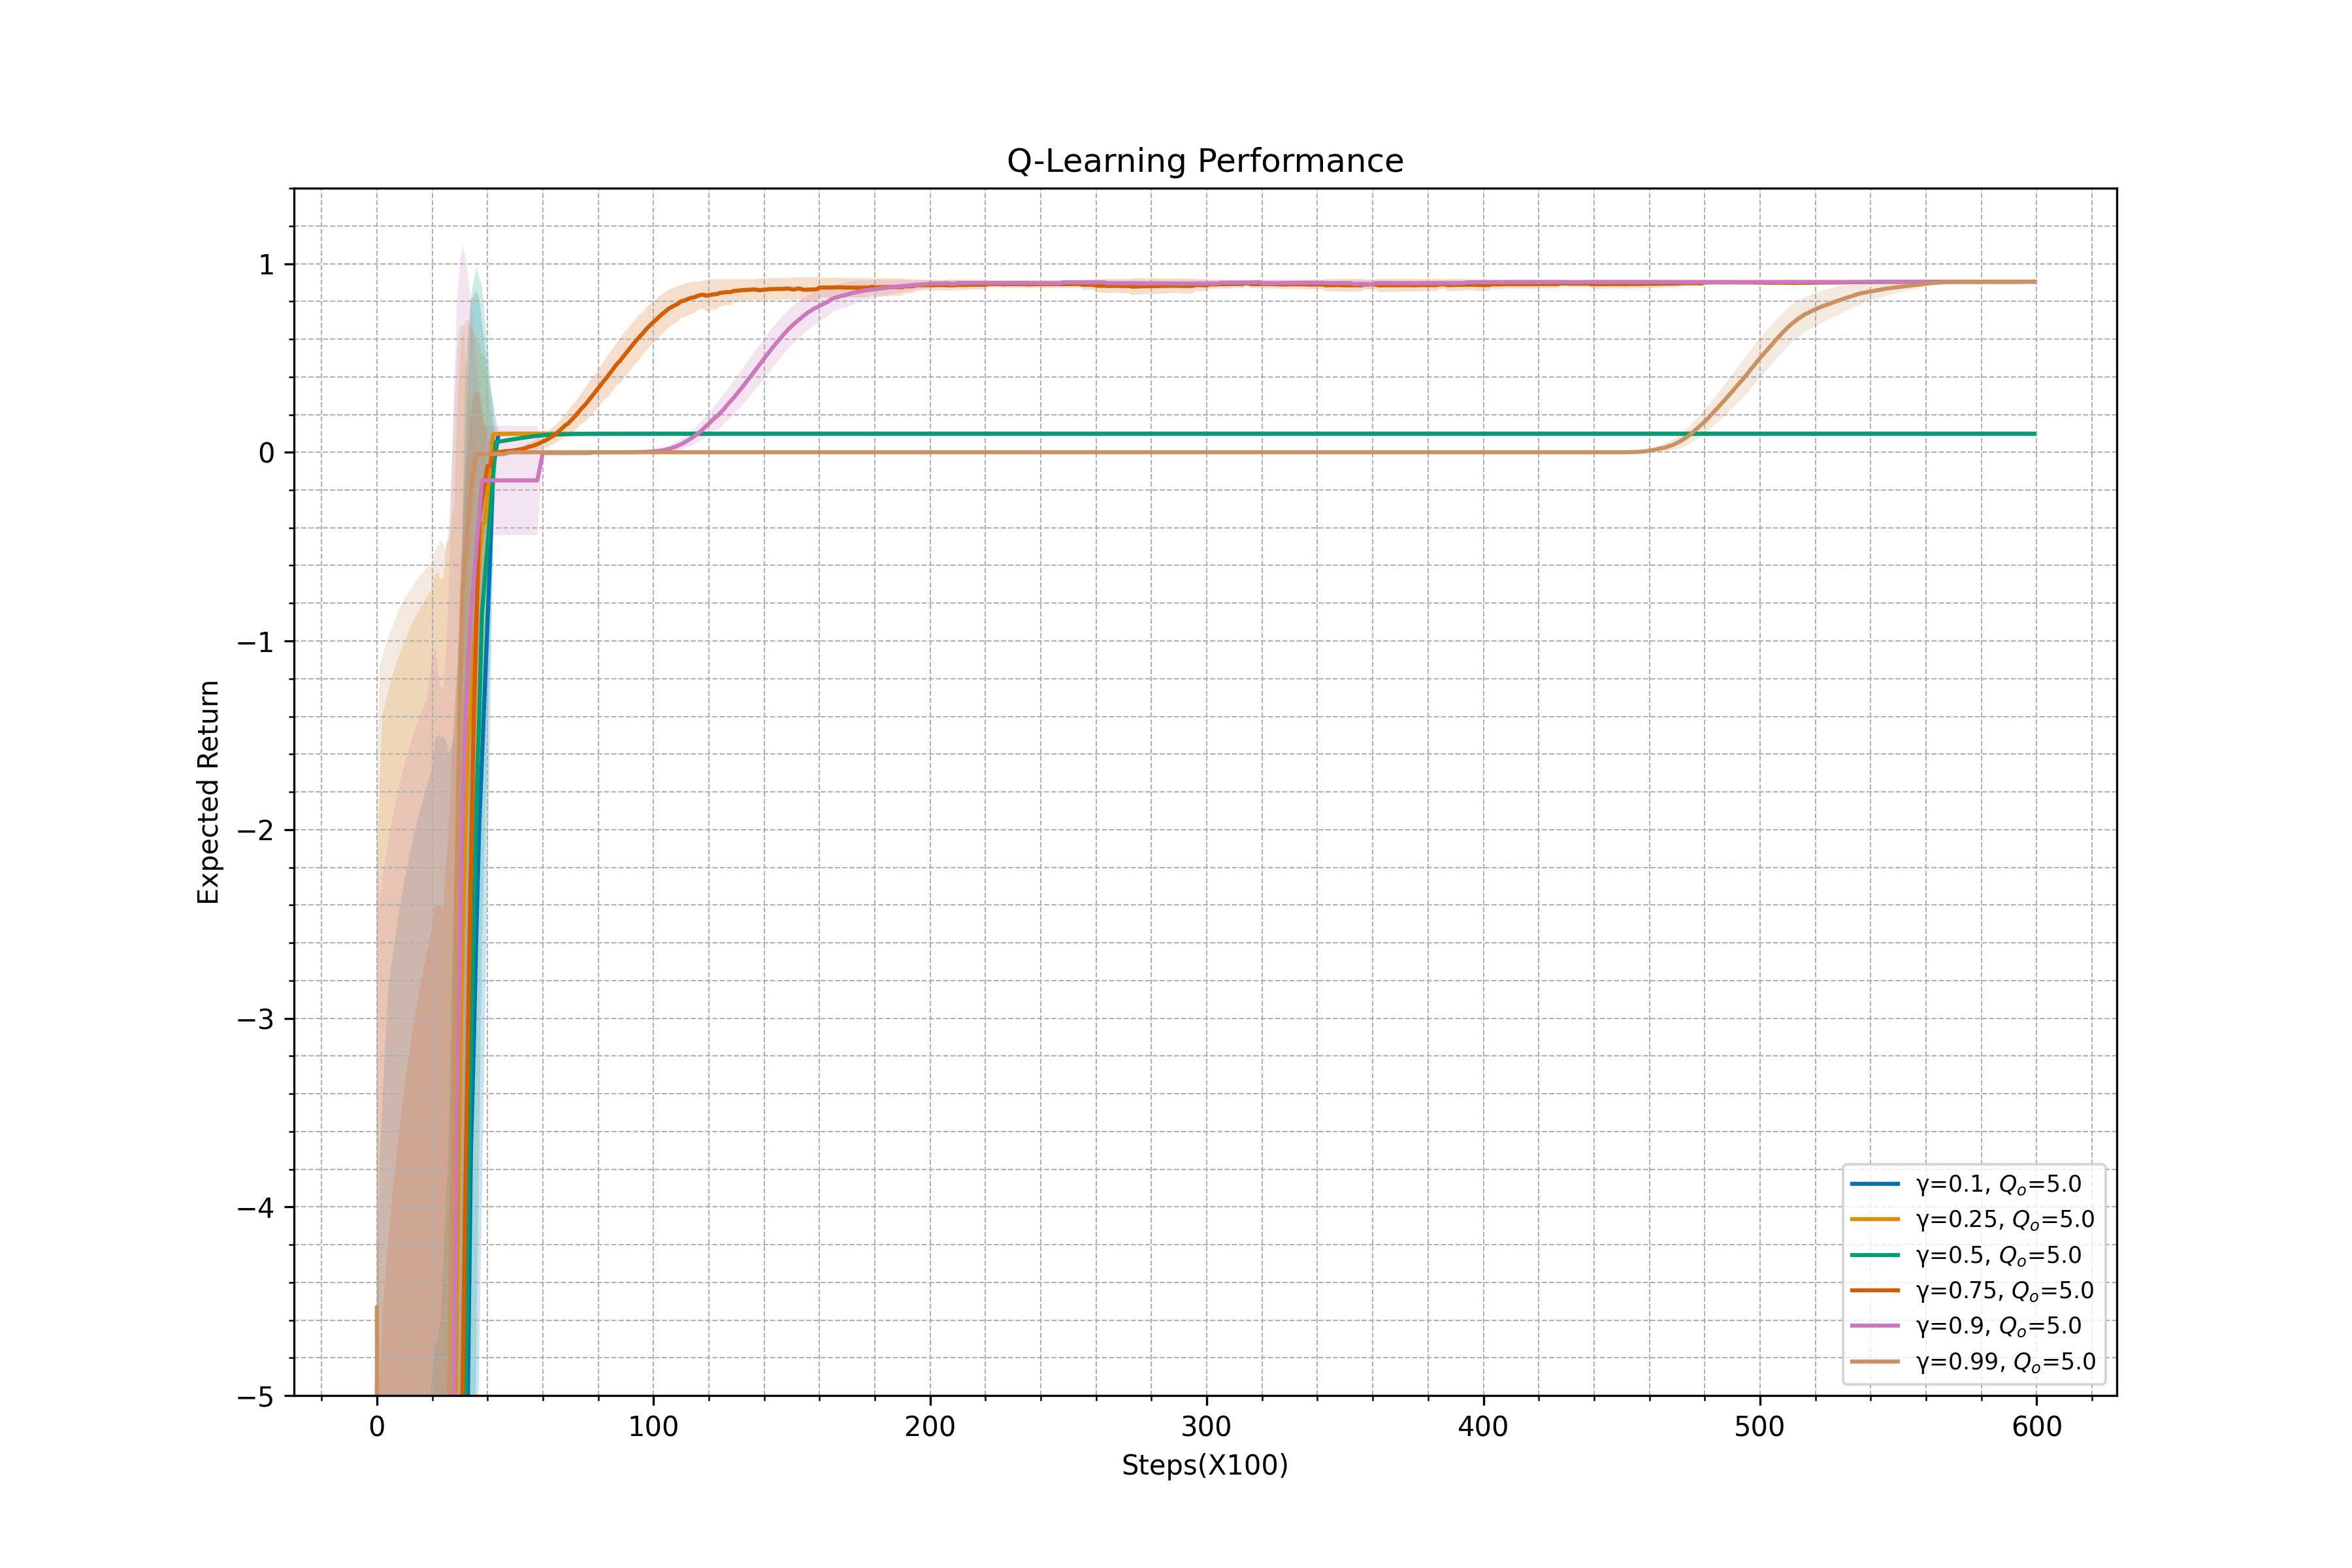 Q-Learning Performance
Expected Return
1
0
−1
−2
−3
−4
−5
0 100 200 300 400 500 600
Steps(X100)
γ=0.1, Qₒ=5.0
γ=0.25, Qₒ=5.0
γ=0.5, Qₒ=5.0
γ=0.75, Qₒ=5.0
γ=0.9, Qₒ=5.0
γ=0.99, Qₒ=5.0